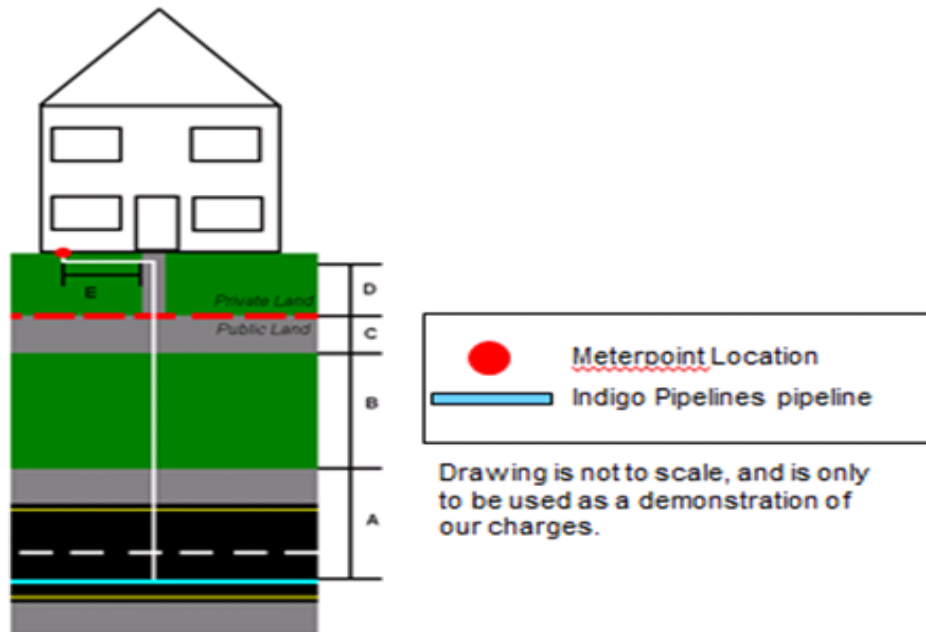 D
E
Private Land
Public Land
C
B
A
Meterpoint Location
Indigo Pipelines pipeline
Drawing is not to scale, and is only
to be used as a demonstration of
our charges.